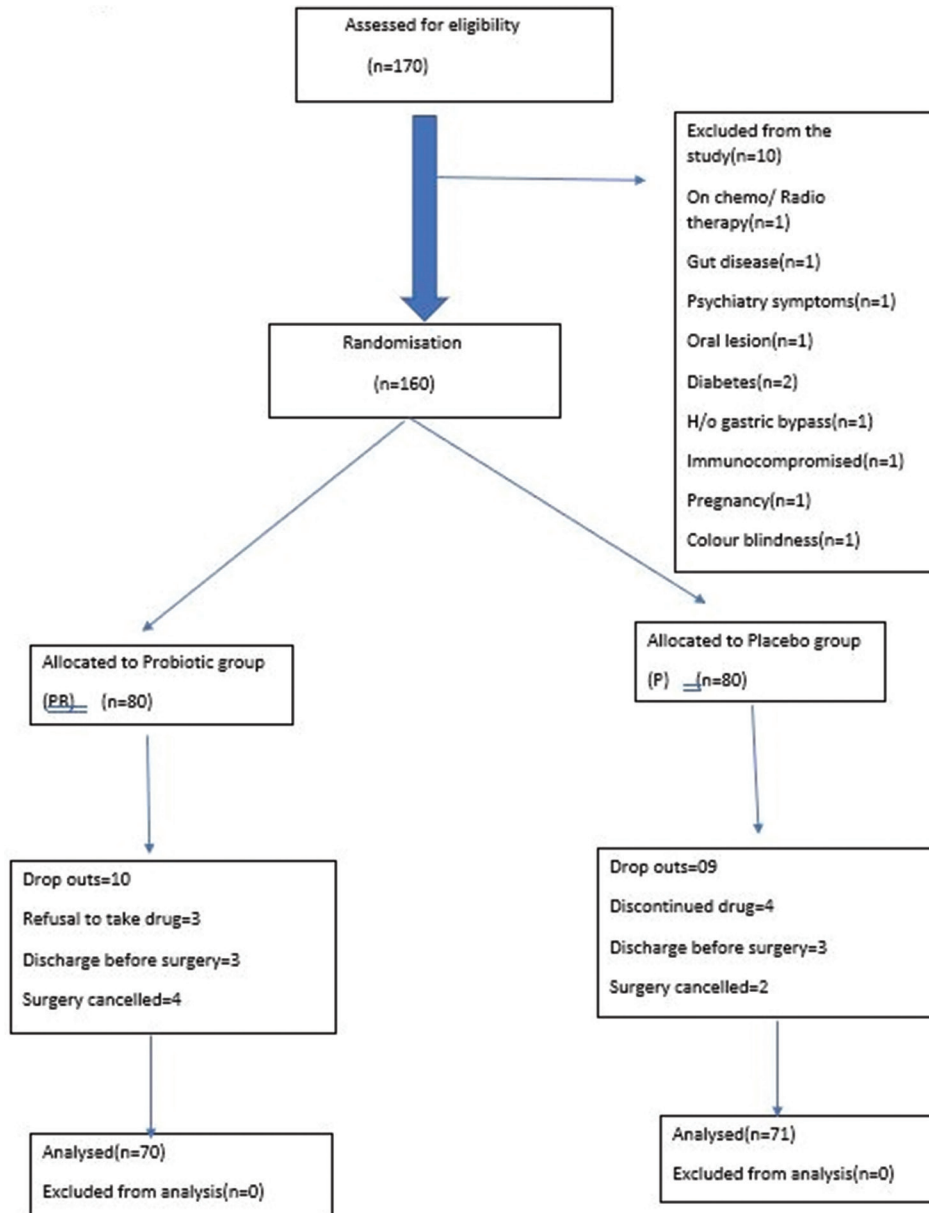 Assessed for eligibility
(n=170)
Excluded from the
study(n=10)
On chemo/ Radio
therapy(n=1)
Gut disease(n=1)
Psychiatry symptoms(n=1)
Oral lesion(n=1)
Diabetes(n=2)
H/o gastric bypass(n=1)
Immunocompromised(n=1)
Pregnancy(n=1)
Colour blindness(n=1)
Randomisation
(n=160)
Allocated to Probiotic group
(PR) (n=80)
Allocated to Placebo group
(P) (n=80)
Drop outs=10
Refusal to take drug=3
Discharge before surgery=3
Surgery cancelled=4
Drop outs=09
Discontinued drug=4
Discharge before surgery=3
Surgery cancelled=2
Analysed(n=70)
Excluded from analysis(n=0)
Analysed(n=71)
Excluded from analysis(n=0)